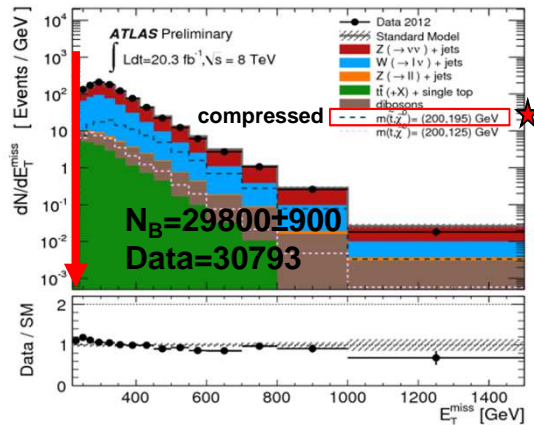 ATLAS Preliminary
∫ Ldt=20.3 fb⁻¹,√s = 8 TeV
Data 2012
Standard Model
Z (→ νν) + jets
W (→ lν) + jets
Z (→ ll) + jets
tt̄ (+X) + single top
dibosons
compressed
m(t̃,χ̃⁰) = (200,195) GeV
m(t̃,χ̃⁰) = (200,125) GeV
dN/dE_T^miss [ Events / GeV ]
10⁴
10³
10²
10
1
10⁻¹
10⁻²
10⁻³
N_B=29800±900
Data=30793
Data / SM
2
1
0
400 600 800 1000 1200 1400
E_T^miss [GeV]